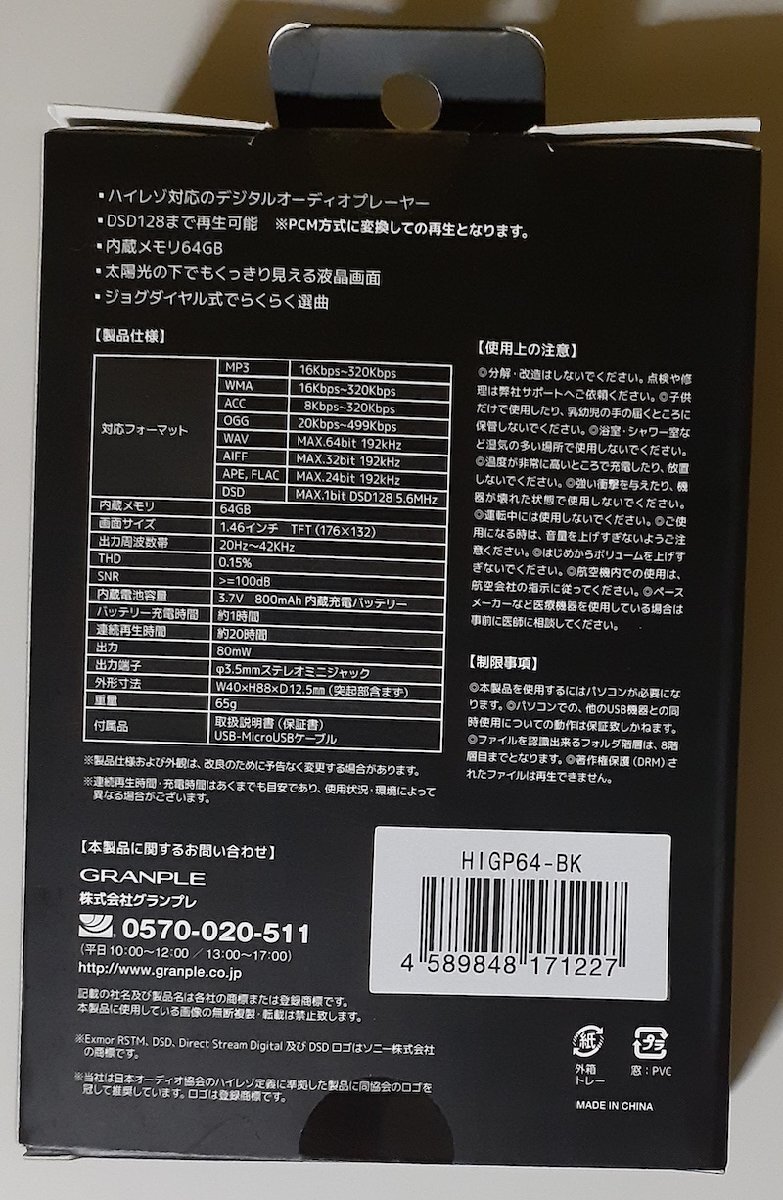 ▪ハイレゾ対応のデジタルオーディオプレーヤー
▪DSD128まで再生可能　※PCM方式に変換しての再生となります。
▪内蔵メモリ64GB
▪太陽光の下でもくっきり見える液晶画面
▪ジョグダイヤル式でらくらく選曲
【製品仕様】
対応フォーマット
MP3 16Kbps~320Kbps
WMA 16Kbps~320Kbps
ACC 8Kbps~320Kbps
OGG 20Kbps~499Kbps
WAV MAX.64bit 192kHz
AIFF MAX.32bit 192kHz
APE, FLAC MAX.24bit 192kHz
DSD MAX.1bit DSD128 5.6MHz
内蔵メモリ 64GB
画面サイズ 1.46インチ　TFT (176×132)
出力周波数帯 20Hz～42KHz
THD 0.15%
SNR >=100dB
内蔵電池容量 3.7V　800mAh 内蔵充電バッテリー
バッテリー充電時間 約1時間
連続再生時間 約20時間
出力 80mW
出力端子 φ3.5mmステレオミニジャック
外形寸法 W40×H88×D12.5mm (突起部含まず)
重量 65g
付属品 取扱説明書 (保証書)
USB-MicroUSBケーブル
※製品仕様および外観は、改良のために予告なく変更する場合があります。
※連続再生時間・充電時間はあくまでも目安であり、使用状況・環境によって
異なる場合がございます。
【使用上の注意】
◎分解・改造はしないでください。点検や修
理は弊社サポートへご依頼ください。◎子供
だけで使用したり、乳幼児の手の届くところに
保管しないでください。◎浴室・シャワー室な
ど湿気の多い場所で使用しないでください。
◎温度が非常に高いところで充電したり、放置
しないでください。◎強い衝撃を与えたり、機
器が壊れた状態で使用しないでください。
◎運転中には使用しないでください。◎ご使
用になる時は、音量を上げすぎないようご注
意ください。◎はじめからボリュームを上げす
ぎないでください。◎航空機内での使用は、
航空会社の指示に従ってください。◎ペース
メーカーなど医療機器を使用している場合は
事前に医師に相談してください。
【制限事項】
◎本製品を使用するにはパソコンが必要にな
ります。◎パソコンでの、他のUSB機器との同
時使用についての動作は保証致しかねます。
◎ファイルを認識出来るフォルダ階層は、8階
層目までとなります。◎著作権保護(DRM)さ
れたファイルは再生できません。
【本製品に関するお問い合わせ】
GRANPLE
株式会社グランプレ
0570-020-511
(平日10:00～12:00 / 13:00～17:00)
http://www.granple.co.jp
記載の社名及び製品名は各社の商標または登録商標です。
本製品に使用している画像の無断複製・転載は禁止致します。
※Exmor RSTM, DSD, Direct Stream Digital 及び DSD ロゴはソニー株式会社
の商標です。
※当社は日本オーディオ協会のハイレゾ定義に準拠した製品に同協会のロゴを
冠して推奨しています。ロゴは登録商標です。
HIGP64-BK
4 589848 171227
紙
外箱
トレー
プラ
窓：PVC
MADE IN CHINA